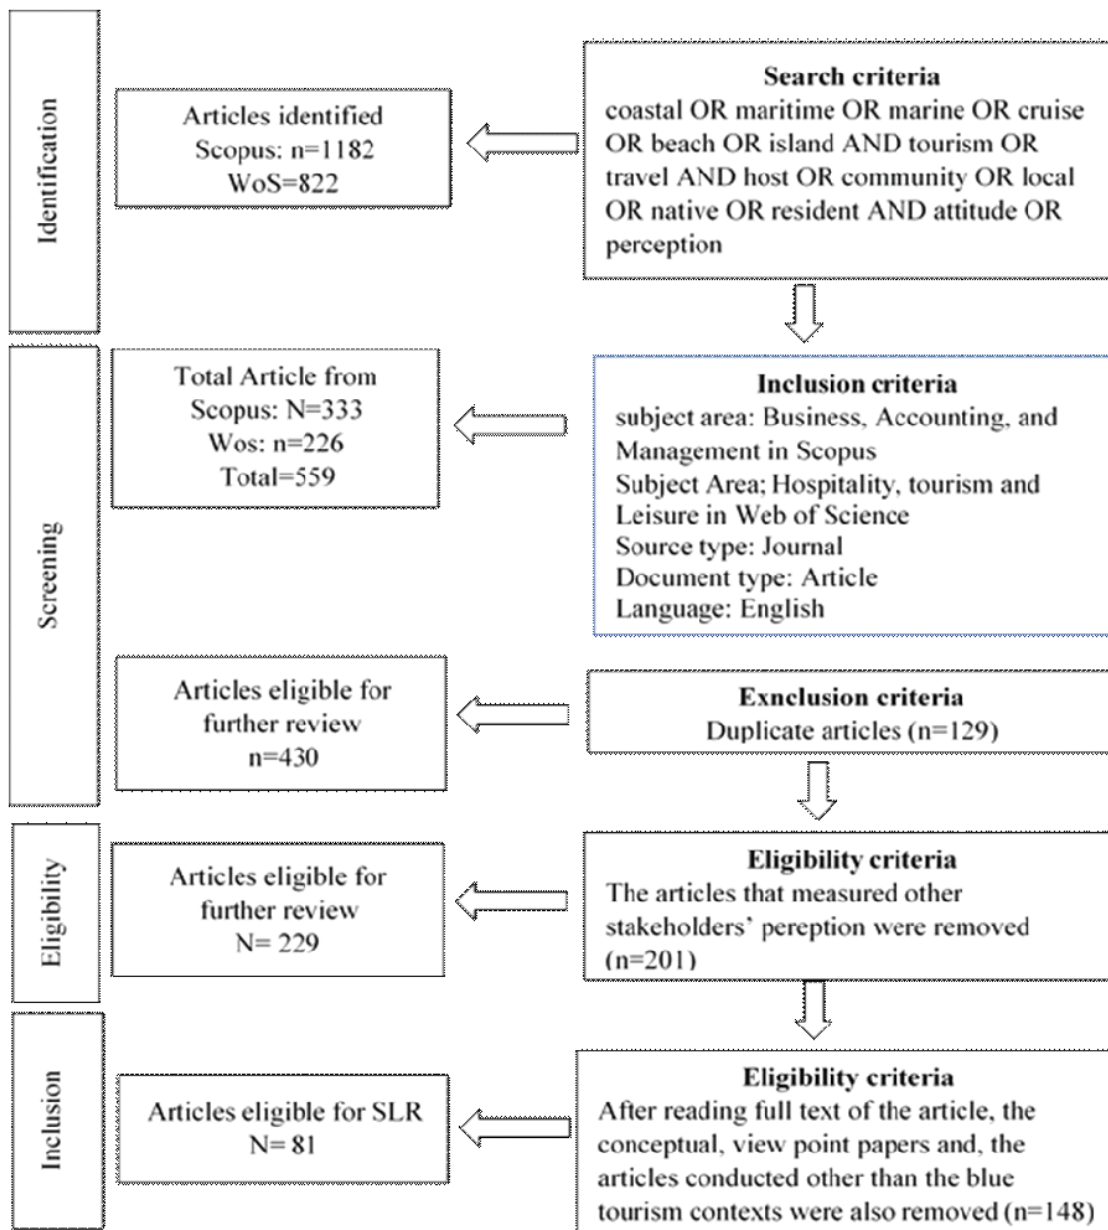 Identification
Articles identified
Scopus: n=1182
WoS=822
Search criteria
coastal OR maritime OR marine OR cruise
OR beach OR island AND tourism OR
travel AND host OR community OR local
OR native OR resident AND attitude OR
perception
Screening
Total Article from
Scopus: N=333
Wos: n=226
Total=559
Inclusion criteria
subject area: Business, Accounting, and
Management in Scopus
Subject Area; Hospitality, tourism and
Leisure in Web of Science
Source type: Journal
Document type: Article
Language: English
Articles eligible for
further review
n=430
Exnclusion criteria
Duplicate articles (n=129)
Eligibility
Articles eligible for
further review
N= 229
Eligibility criteria
The articles that measured other
stakeholders’ pereption were removed
(n=201)
Inclusion
Articles eligible for SLR
N= 81
Eligibility criteria
After reading full text of the article, the
conceptual, view point papers and, the
articles conducted other than the blue
tourism contexts were also removed (n=148)